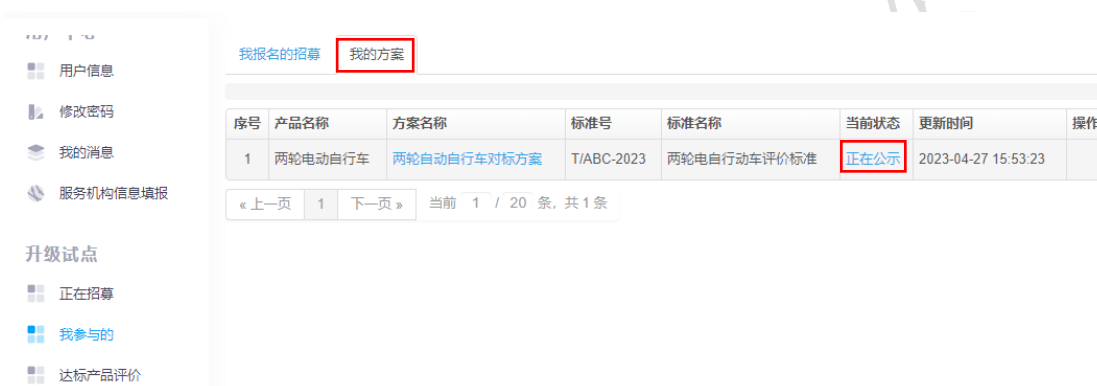 我报名的招募 我的方案
用户信息
修改密码
我的消息
服务机构信息填报
升级试点
正在招募
我参与的
达标产品评价
序号 产品名称 方案名称 标准号 标准名称 当前状态 更新时间 操作
1 两轮电动自行车 两轮自动自行车对标方案 T/ABC-2023 两轮电自行动车评价标准 正在公示 2023-04-27 15:53:23
« 上一页 1 下一页 » 当前 1 / 20 条, 共 1 条